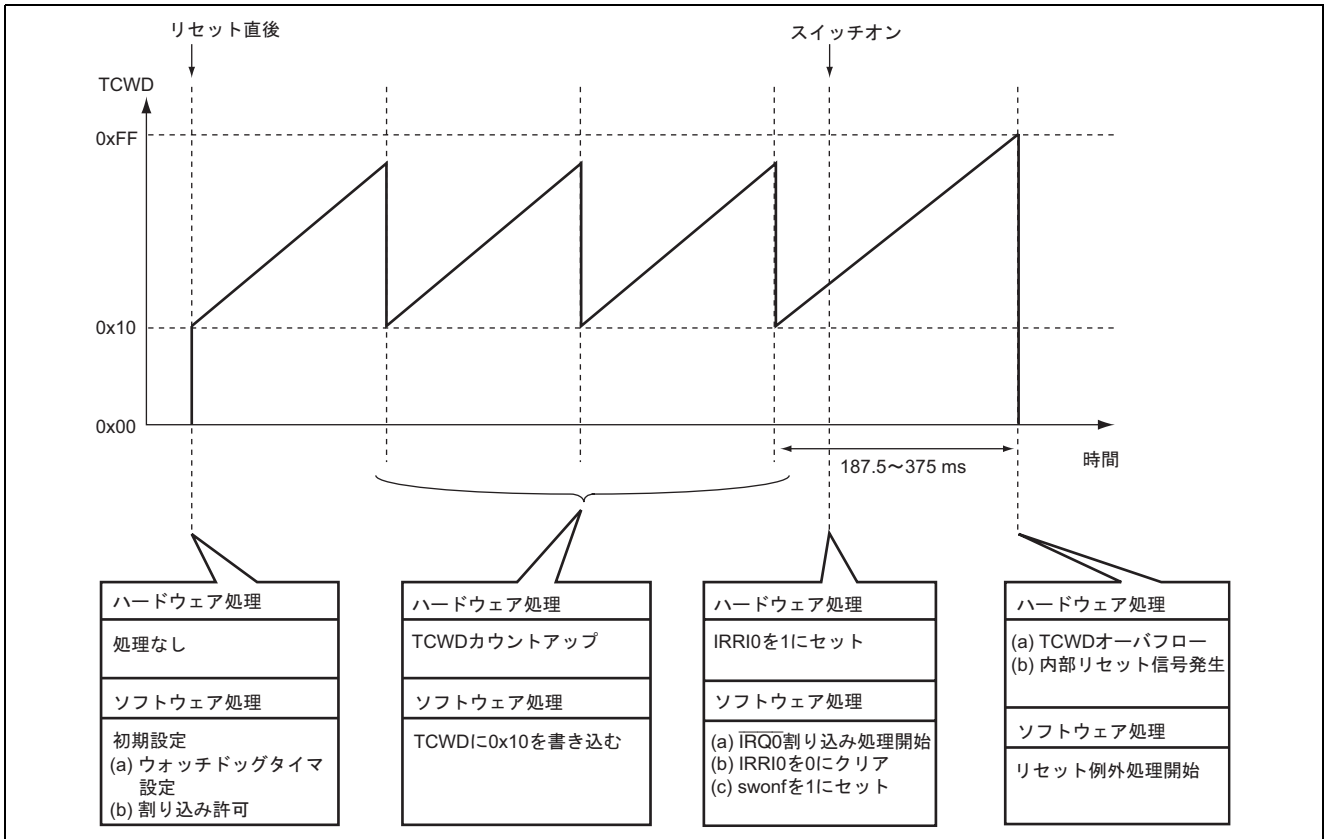 リセット直後
スイッチオン
TCWD
0xFF
0x10
0x00
187.5〜375 ms
時間
ハードウェア処理
処理なし
ソフトウェア処理
初期設定
(a) ウォッチドッグタイマ
設定
(b) 割り込み許可
ハードウェア処理
TCWDカウントアップ
ソフトウェア処理
TCWDに0x10を書き込む
ハードウェア処理
IRRI0を1にセット
ソフトウェア処理
(a) IRQ0割り込み処理開始
(b) IRRI0を0にクリア
(c) swonfを1にセット
ハードウェア処理
(a) TCWDオーバフロー
(b) 内部リセット信号発生
ソフトウェア処理
リセット例外処理開始